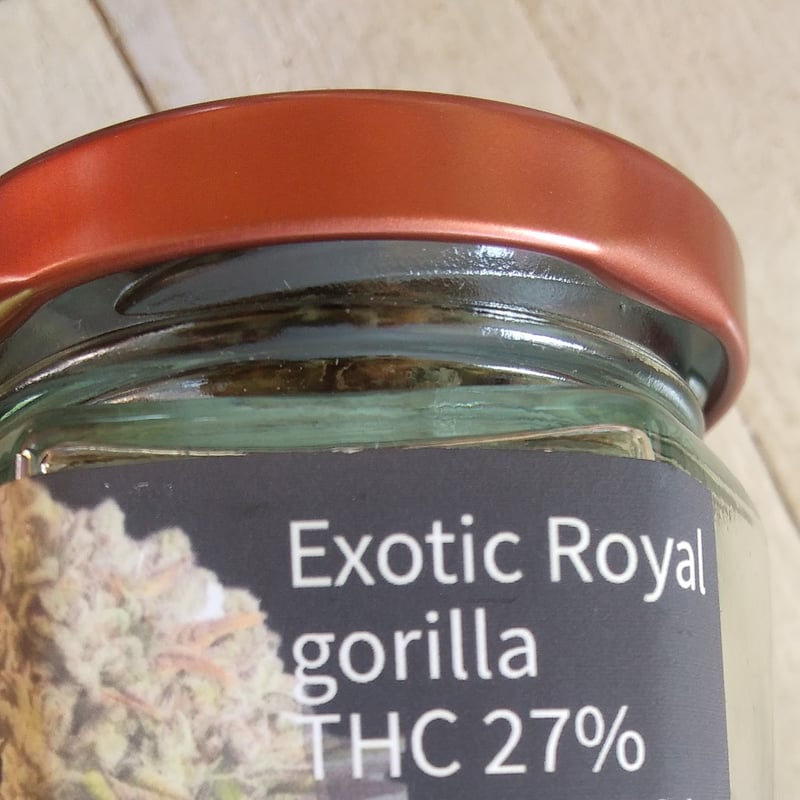 Exotic Royal
gorilla
THC 27%